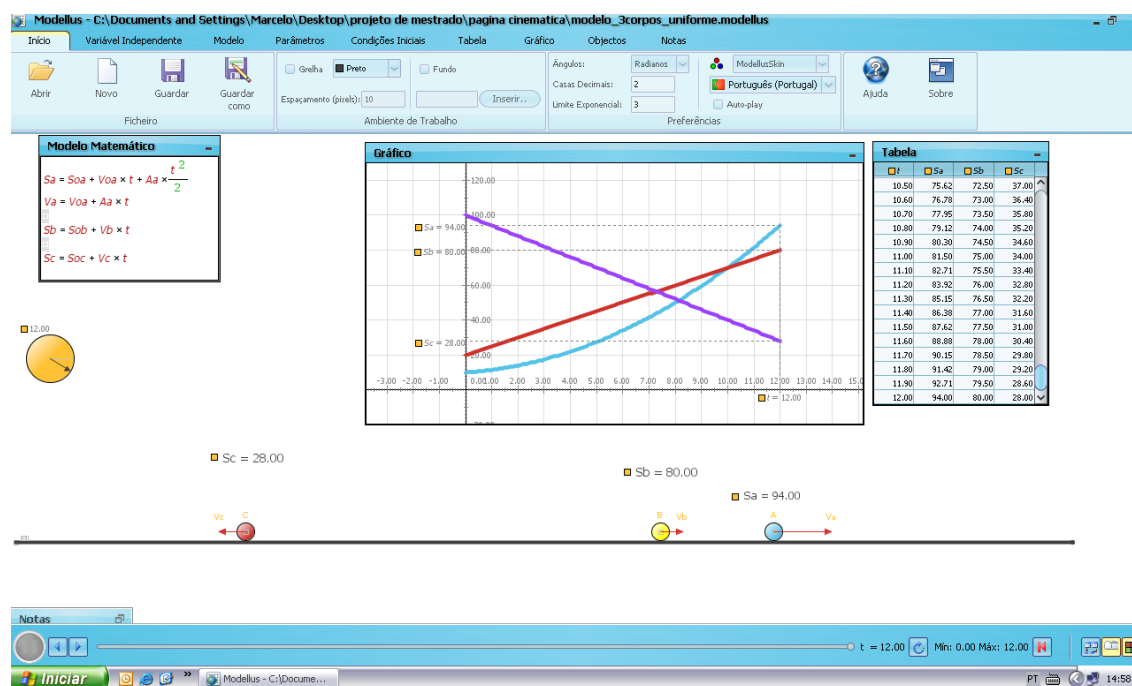 Modellus - C:\Documents and Settings\Marcelo\Desktop\projeto de mestrado\pagina cinematica\modelo_3corpos_uniforme.modellus
Início Variável Independente Modelo Parâmetros Condições Iniciais Tabela Gráfico Objectos Notas
Abrir Novo Guardar Guardar como
Ficheiro
Grelha Preto Fundo
Espaçamento (pixels): 10 Inserir..
Ambiente de Trabalho
Ângulos: Radianos ModellusSkin
Casas Decimais: 2 Português (Portugal)
Limite Exponencial: 3 Auto-play
Preferências
Ajuda Sobre
Modelo Matemático
Sa = Soa + Voa × t + Aa × t 2 / 2
Va = Voa + Aa × t
Sb = Sob + Vb × t
Sc = Soc + Vc × t
12.00
Gráfico
120.00
100.00
Sa = 94.00
Sb = 80.00 80.00
60.00
40.00
Sc = 28.00
20.00
-3.00 -2.00 -1.00 0.00 1.00 2.00 3.00 4.00 5.00 6.00 7.00 8.00 9.00 10.00 11.00 12.00 13.00 14.00 15.0
t = 12.00
Tabela
t Sa Sb Sc
10.50 75.62 72.50 37.00
10.60 76.78 73.00 36.40
10.70 77.95 73.50 35.80
10.80 79.12 74.00 35.20
10.90 80.30 74.50 34.60
11.00 81.50 75.00 34.00
11.10 82.71 75.50 33.40
11.20 83.92 76.00 32.80
11.30 85.15 76.50 32.20
11.40 86.38 77.00 31.60
11.50 87.62 77.50 31.00
11.60 88.88 78.00 30.40
11.70 90.15 78.50 29.80
11.80 91.42 79.00 29.20
11.90 92.71 79.50 28.60
12.00 94.00 80.00 28.00
Sc = 28.00
Sb = 80.00
Sa = 94.00
Vc C B Vb A Va
Notas
t = 12.00 Min: 0.00 Máx: 12.00
Iniciar » Modellus - C:\Docume... PT 14:58